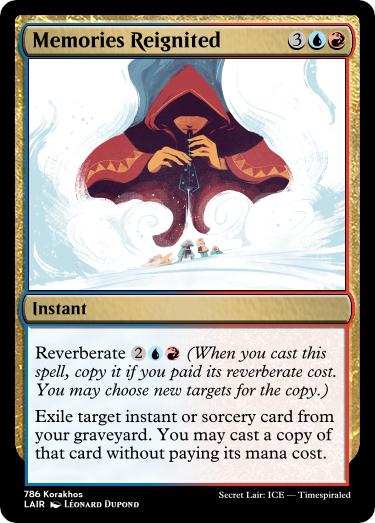 Memories Reignited 3
Instant
Reverberate 2 (When you cast this
spell, copy it if you paid its reverberate cost.
You may choose new targets for the copy.)
Exile target instant or sorcery card from
your graveyard. You may cast a copy of
that card without paying its mana cost.
786 Korakhos
LAIR Léonard Dupond
Secret Lair: ICE — Timespiraled